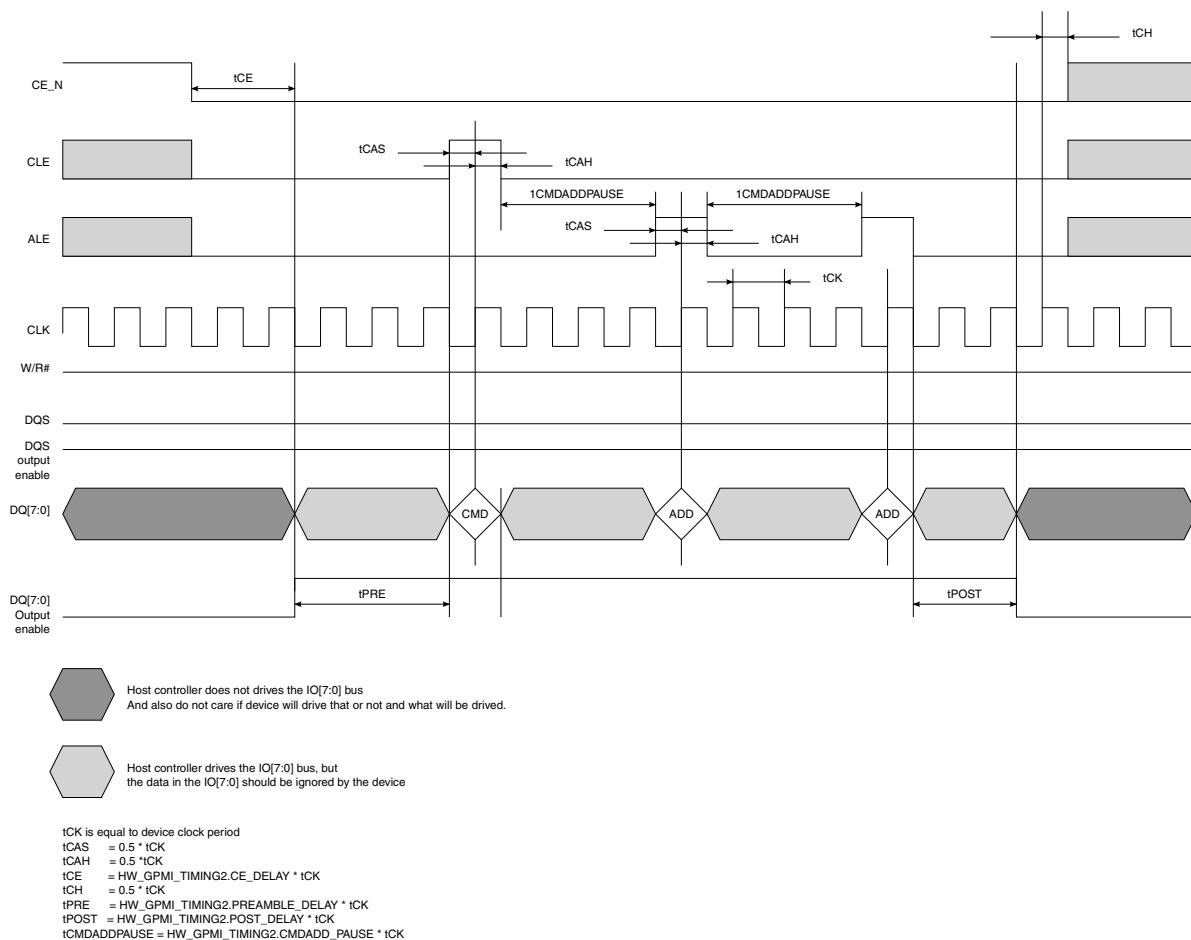 tCH
CE_N
tCE
tCAS
CLE
tCAH
1CMDADDPAUSE
1CMDADDPAUSE
tCAS
ALE
tCAH
tCK
CLK
W/R#
DQS
DQS
output
enable
DQ[7:0]
CMD
ADD
ADD
tPRE
tPOST
DQ[7:0]
Output
enable
Host controller does not drives the IO[7:0] bus
And also do not care if device will drive that or not and what will be drived.
Host controller drives the IO[7:0] bus, but
the data in the IO[7:0] should be ignored by the device
tCK is equal to device clock period
tCAS = 0.5 * tCK
tCAH = 0.5 *tCK
tCE = HW_GPMI_TIMING2.CE_DELAY * tCK
tCH = 0.5 * tCK
tPRE = HW_GPMI_TIMING2.PREAMBLE_DELAY * tCK
tPOST = HW_GPMI_TIMING2.POST_DELAY * tCK
tCMDADDPAUSE = HW_GPMI_TIMING2.CMDADD_PAUSE * tCK